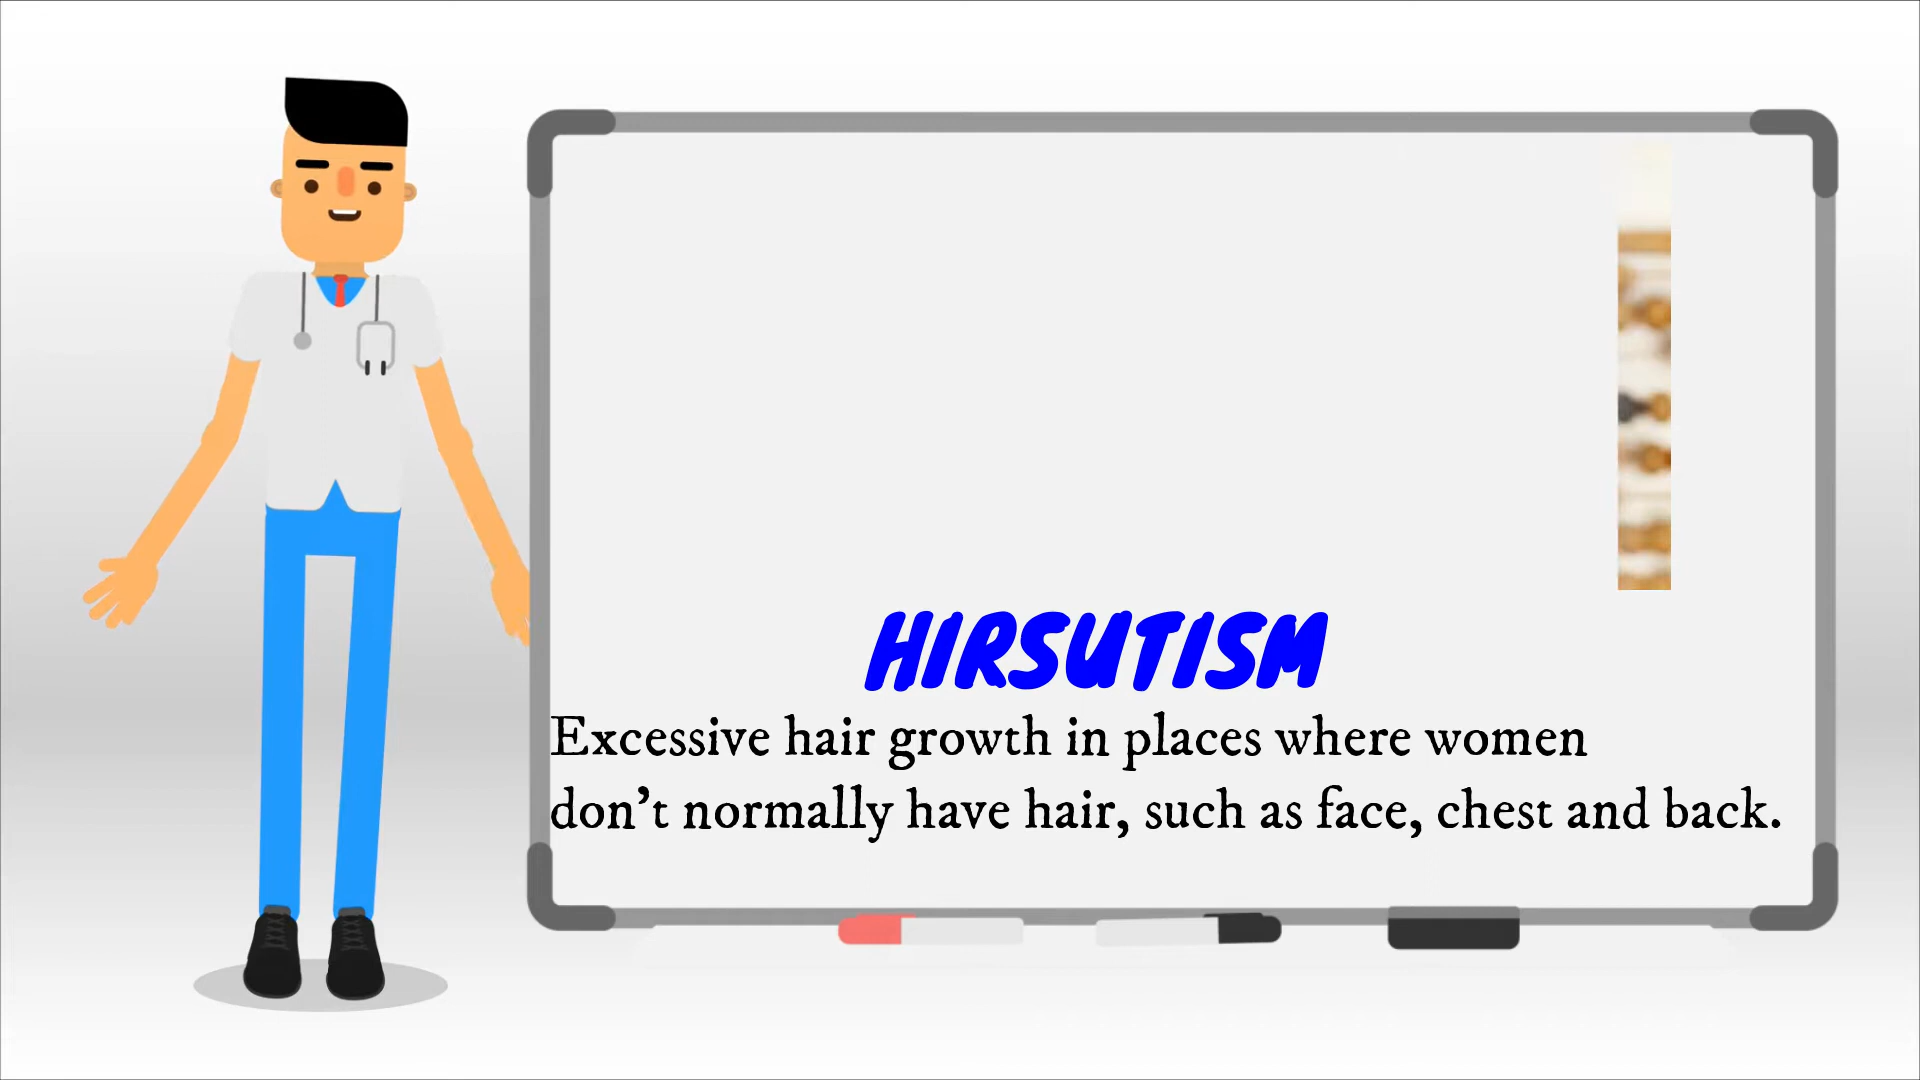 HIRSUTISM
Excessive hair growth in places where women
don't normally have hair, such as face, chest and back.